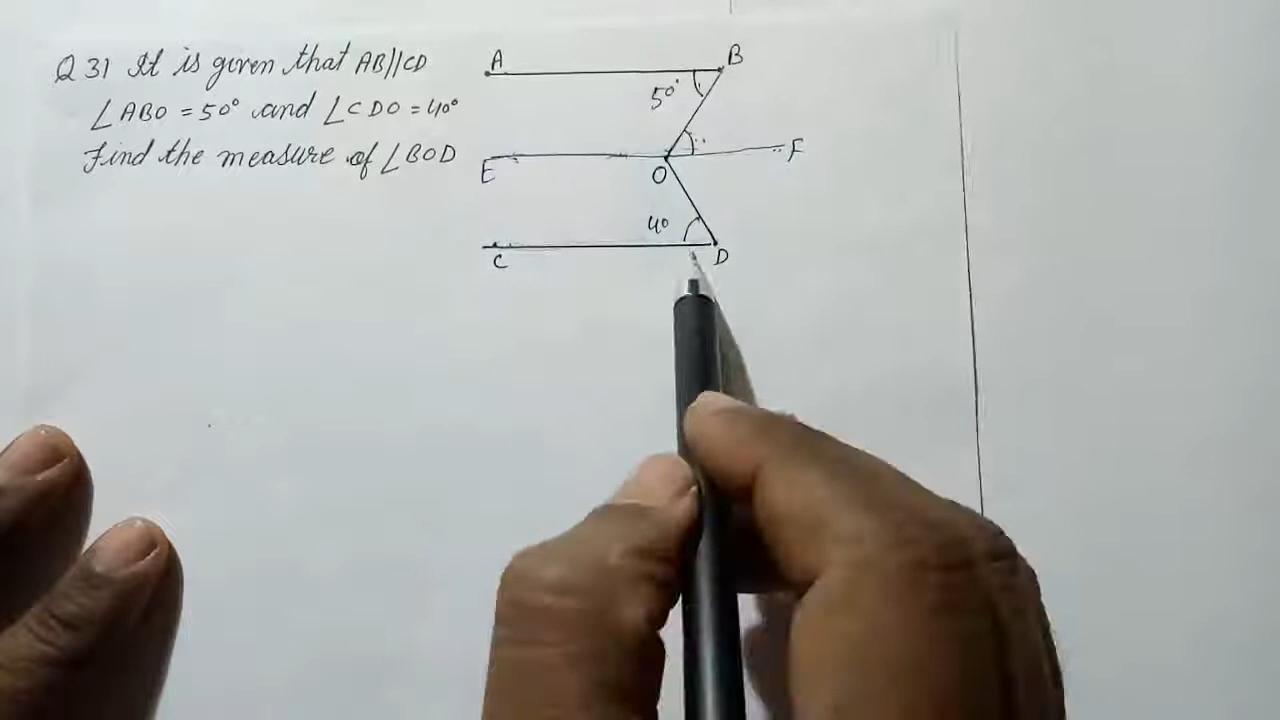 Q 31 It is given that AB//CD
∠ABO = 50° and ∠CDO = 40°
Find the measure of ∠BOD
A
B
50°
E
O
F
40
C
D